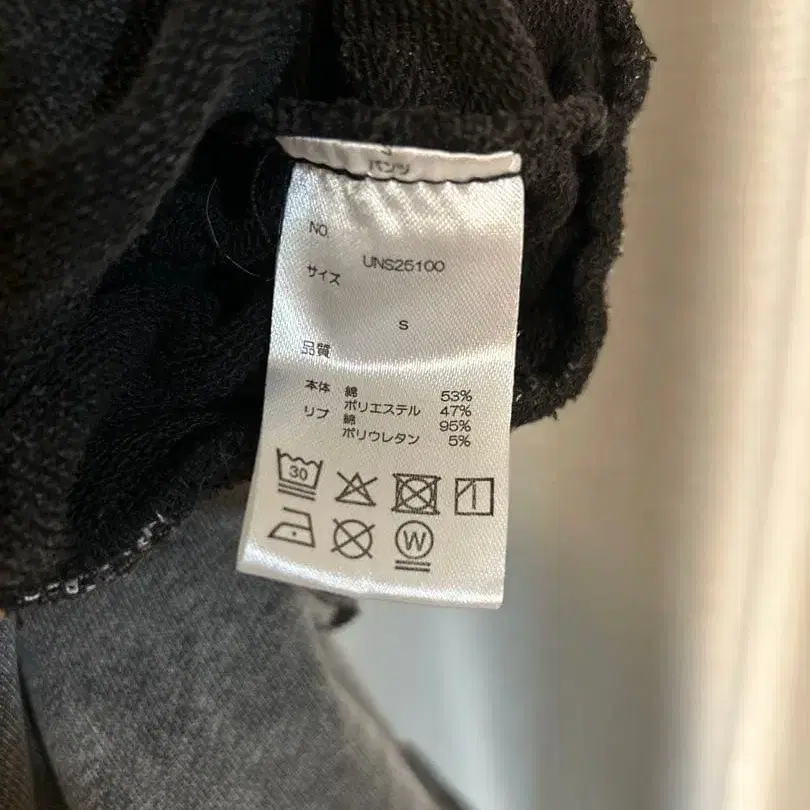 パンツ
NO.
UNS25100
サイズ
S
品質
本体 綿 53%
ポリエステル 47%
リブ 綿 95%
ポリウレタン 5%
30
W